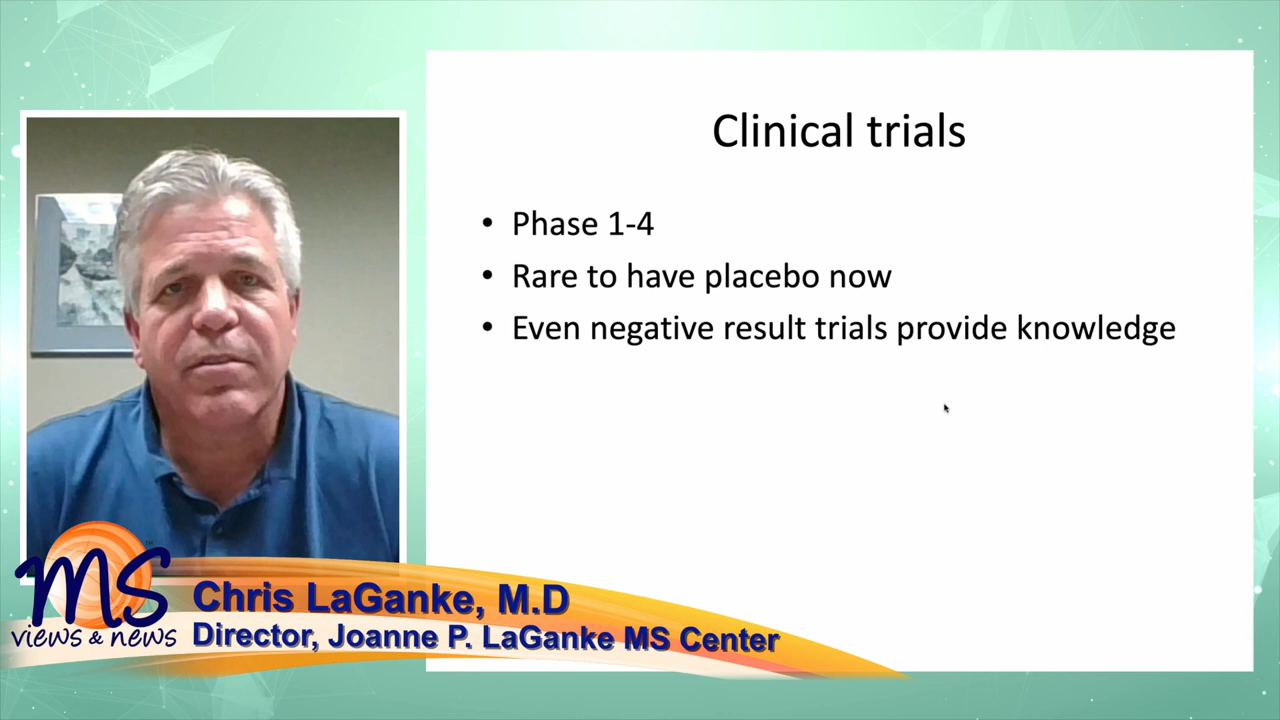 Clinical trials
• Phase 1-4
• Rare to have placebo now
• Even negative result trials provide knowledge
MS
views & news
™
Chris LaGanke, M.D
Director, Joanne P. LaGanke MS Center